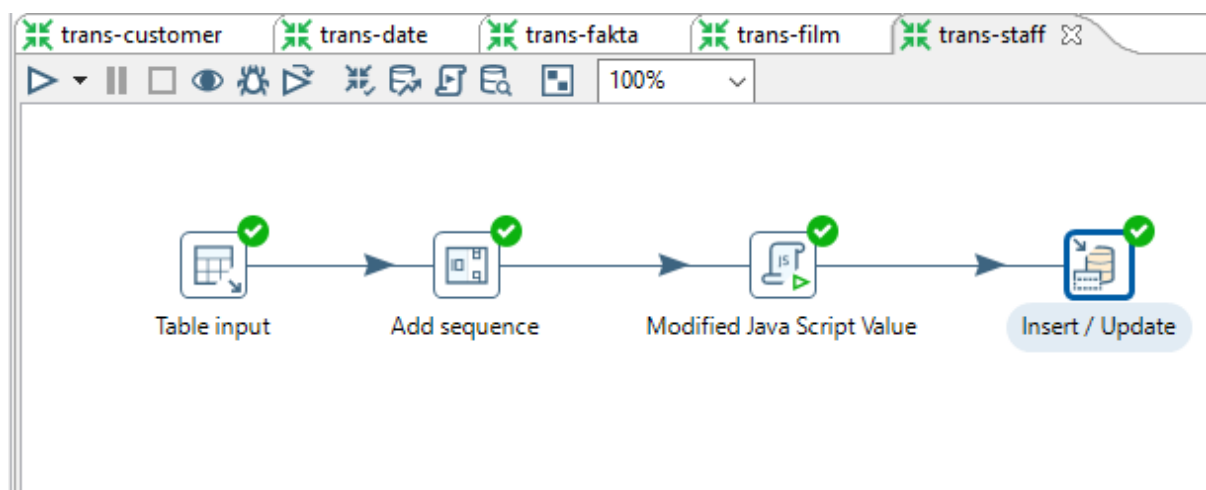 trans-customer trans-date trans-fakta trans-film trans-staff
100%
Table input Add sequence Modified Java Script Value Insert / Update